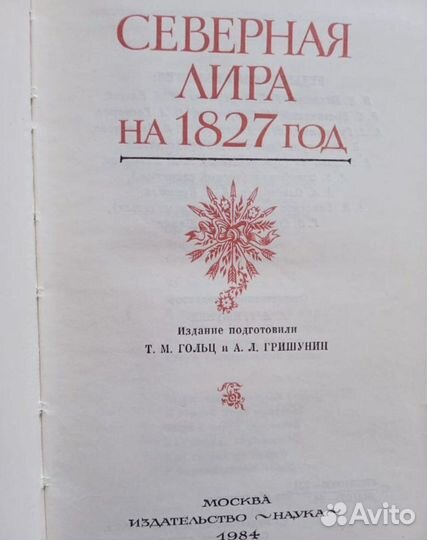 СЕВЕРНАЯ
ЛИРА
НА 1827 ГОД
Издание подготовили
Т. М. ГОЛЬЦ и А. Л. ГРИШУНИН
МОСКВА
ИЗДАТЕЛЬСТВО «НАУКА»
1984
Avito